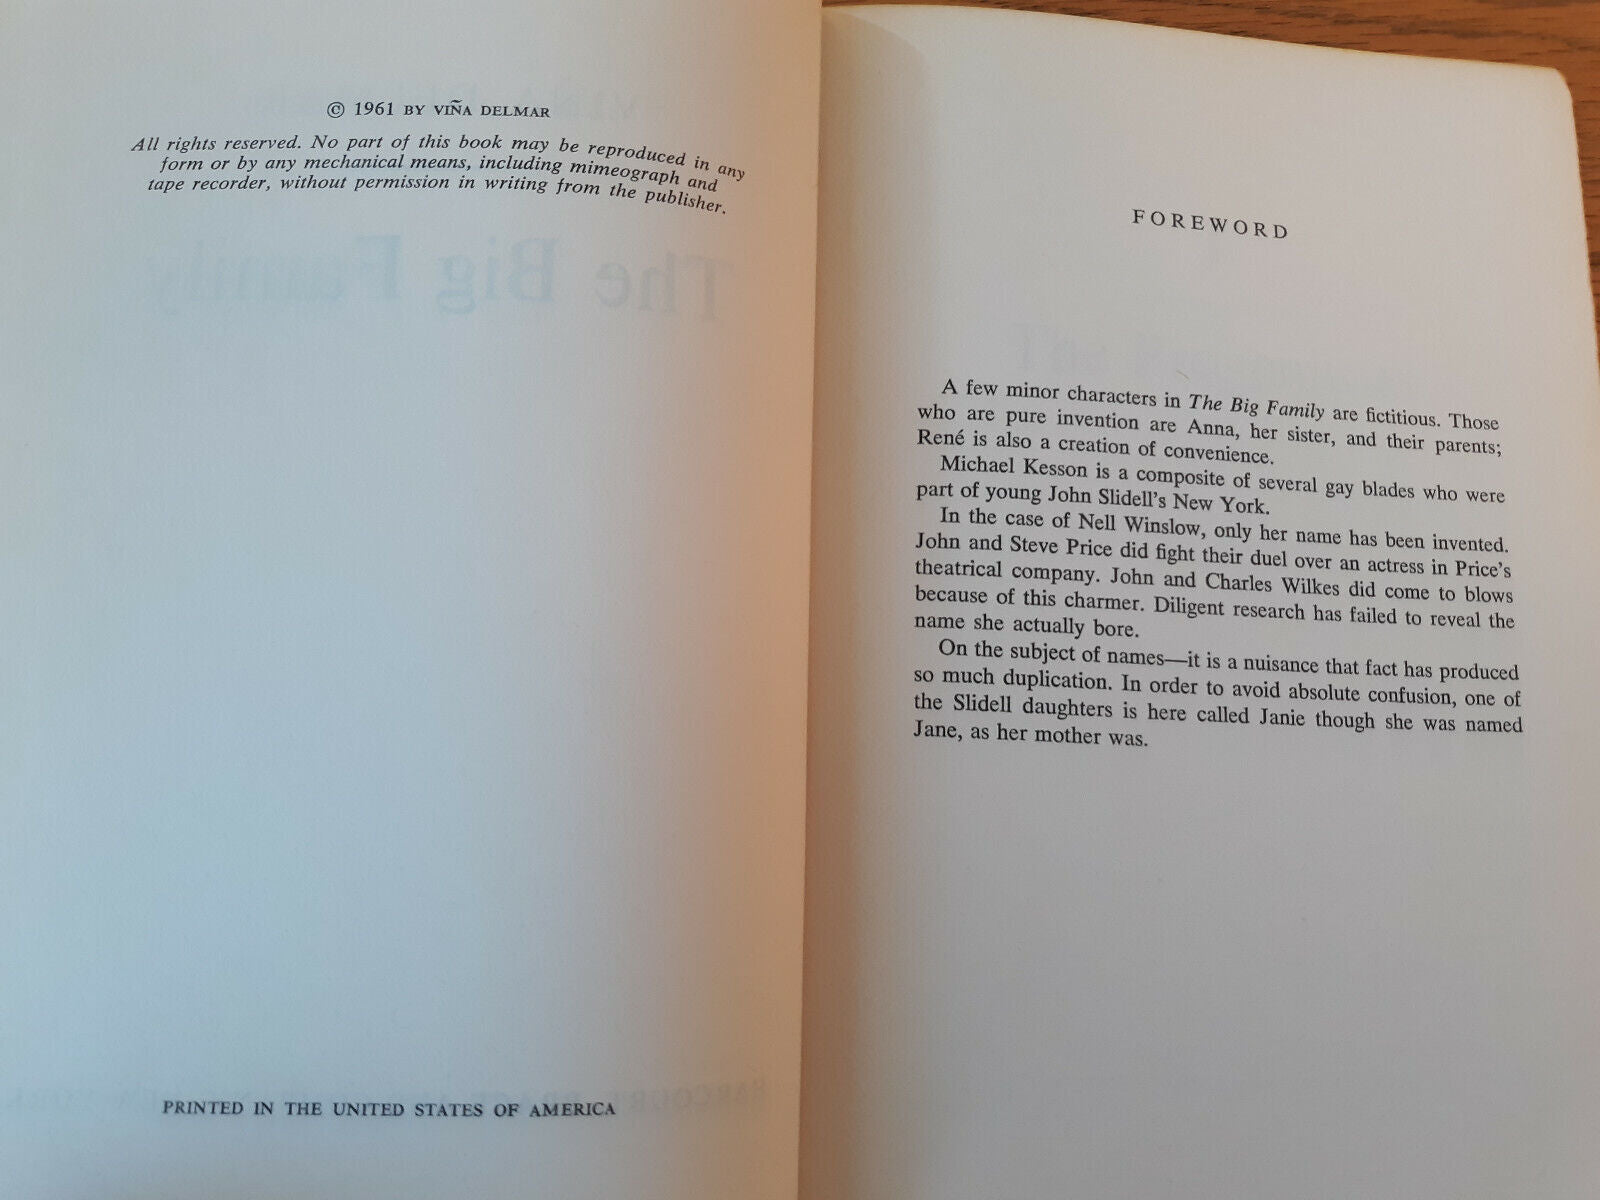 © 1961 BY VIÑA DELMAR
All rights reserved. No part of this book may be reproduced in any
form or by any mechanical means, including mimeograph and
tape recorder, without permission in writing from the publisher.
The Big Family
PRINTED IN THE UNITED STATES OF AMERICA
FOREWORD
A few minor characters in The Big Family are fictitious. Those
who are pure invention are Anna, her sister, and their parents;
René is also a creation of convenience.
Michael Kesson is a composite of several gay blades who were
part of young John Slidell's New York.
In the case of Nell Winslow, only her name has been invented.
John and Steve Price did fight their duel over an actress in Price's
theatrical company. John and Charles Wilkes did come to blows
because of this charmer. Diligent research has failed to reveal the
name she actually bore.
On the subject of names—it is a nuisance that fact has produced
so much duplication. In order to avoid absolute confusion, one of
the Slidell daughters is here called Janie though she was named
Jane, as her mother was.